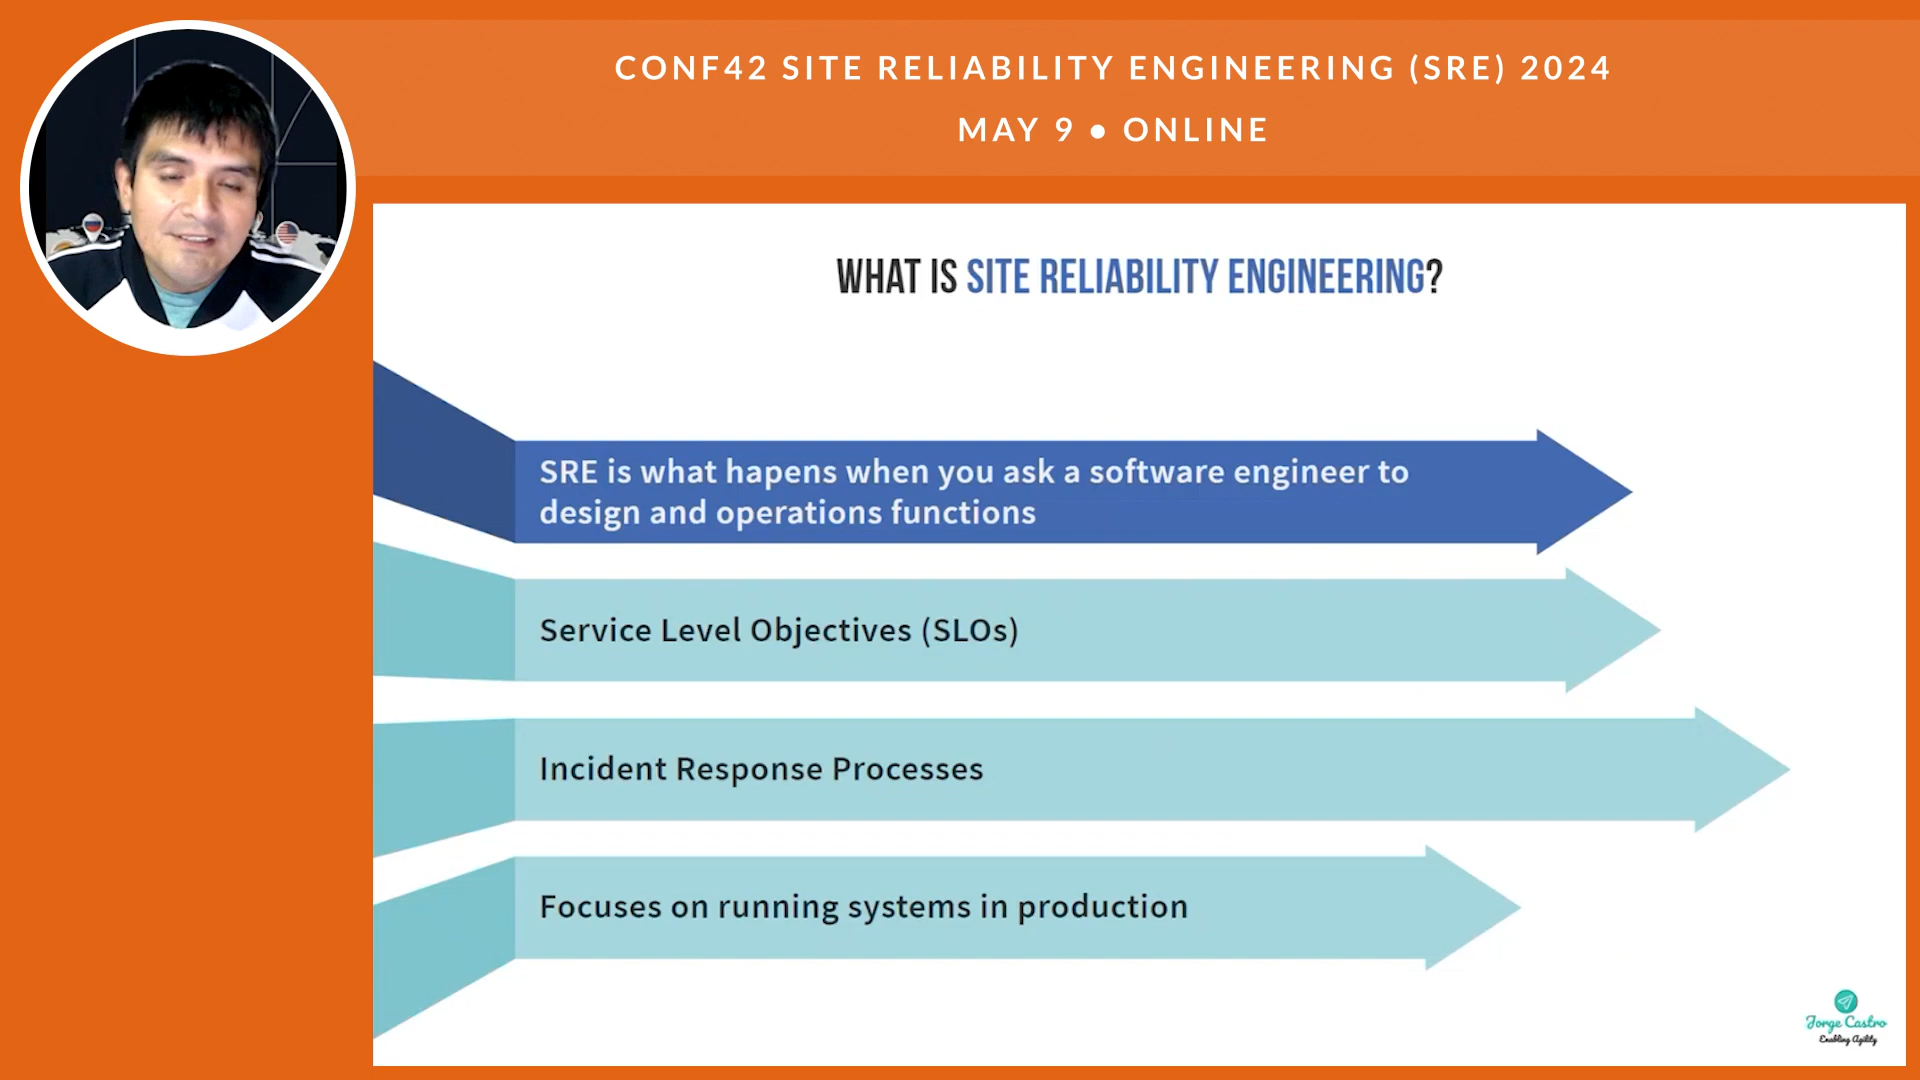 CONF42 SITE RELIABILITY ENGINEERING (SRE) 2024
MAY 9 • ONLINE
WHAT IS SITE RELIABILITY ENGINEERING?
SRE is what hapens when you ask a software engineer to
design and operations functions
Service Level Objectives (SLOs)
Incident Response Processes
Focuses on running systems in production
Jorge Castro
Enabling Agility